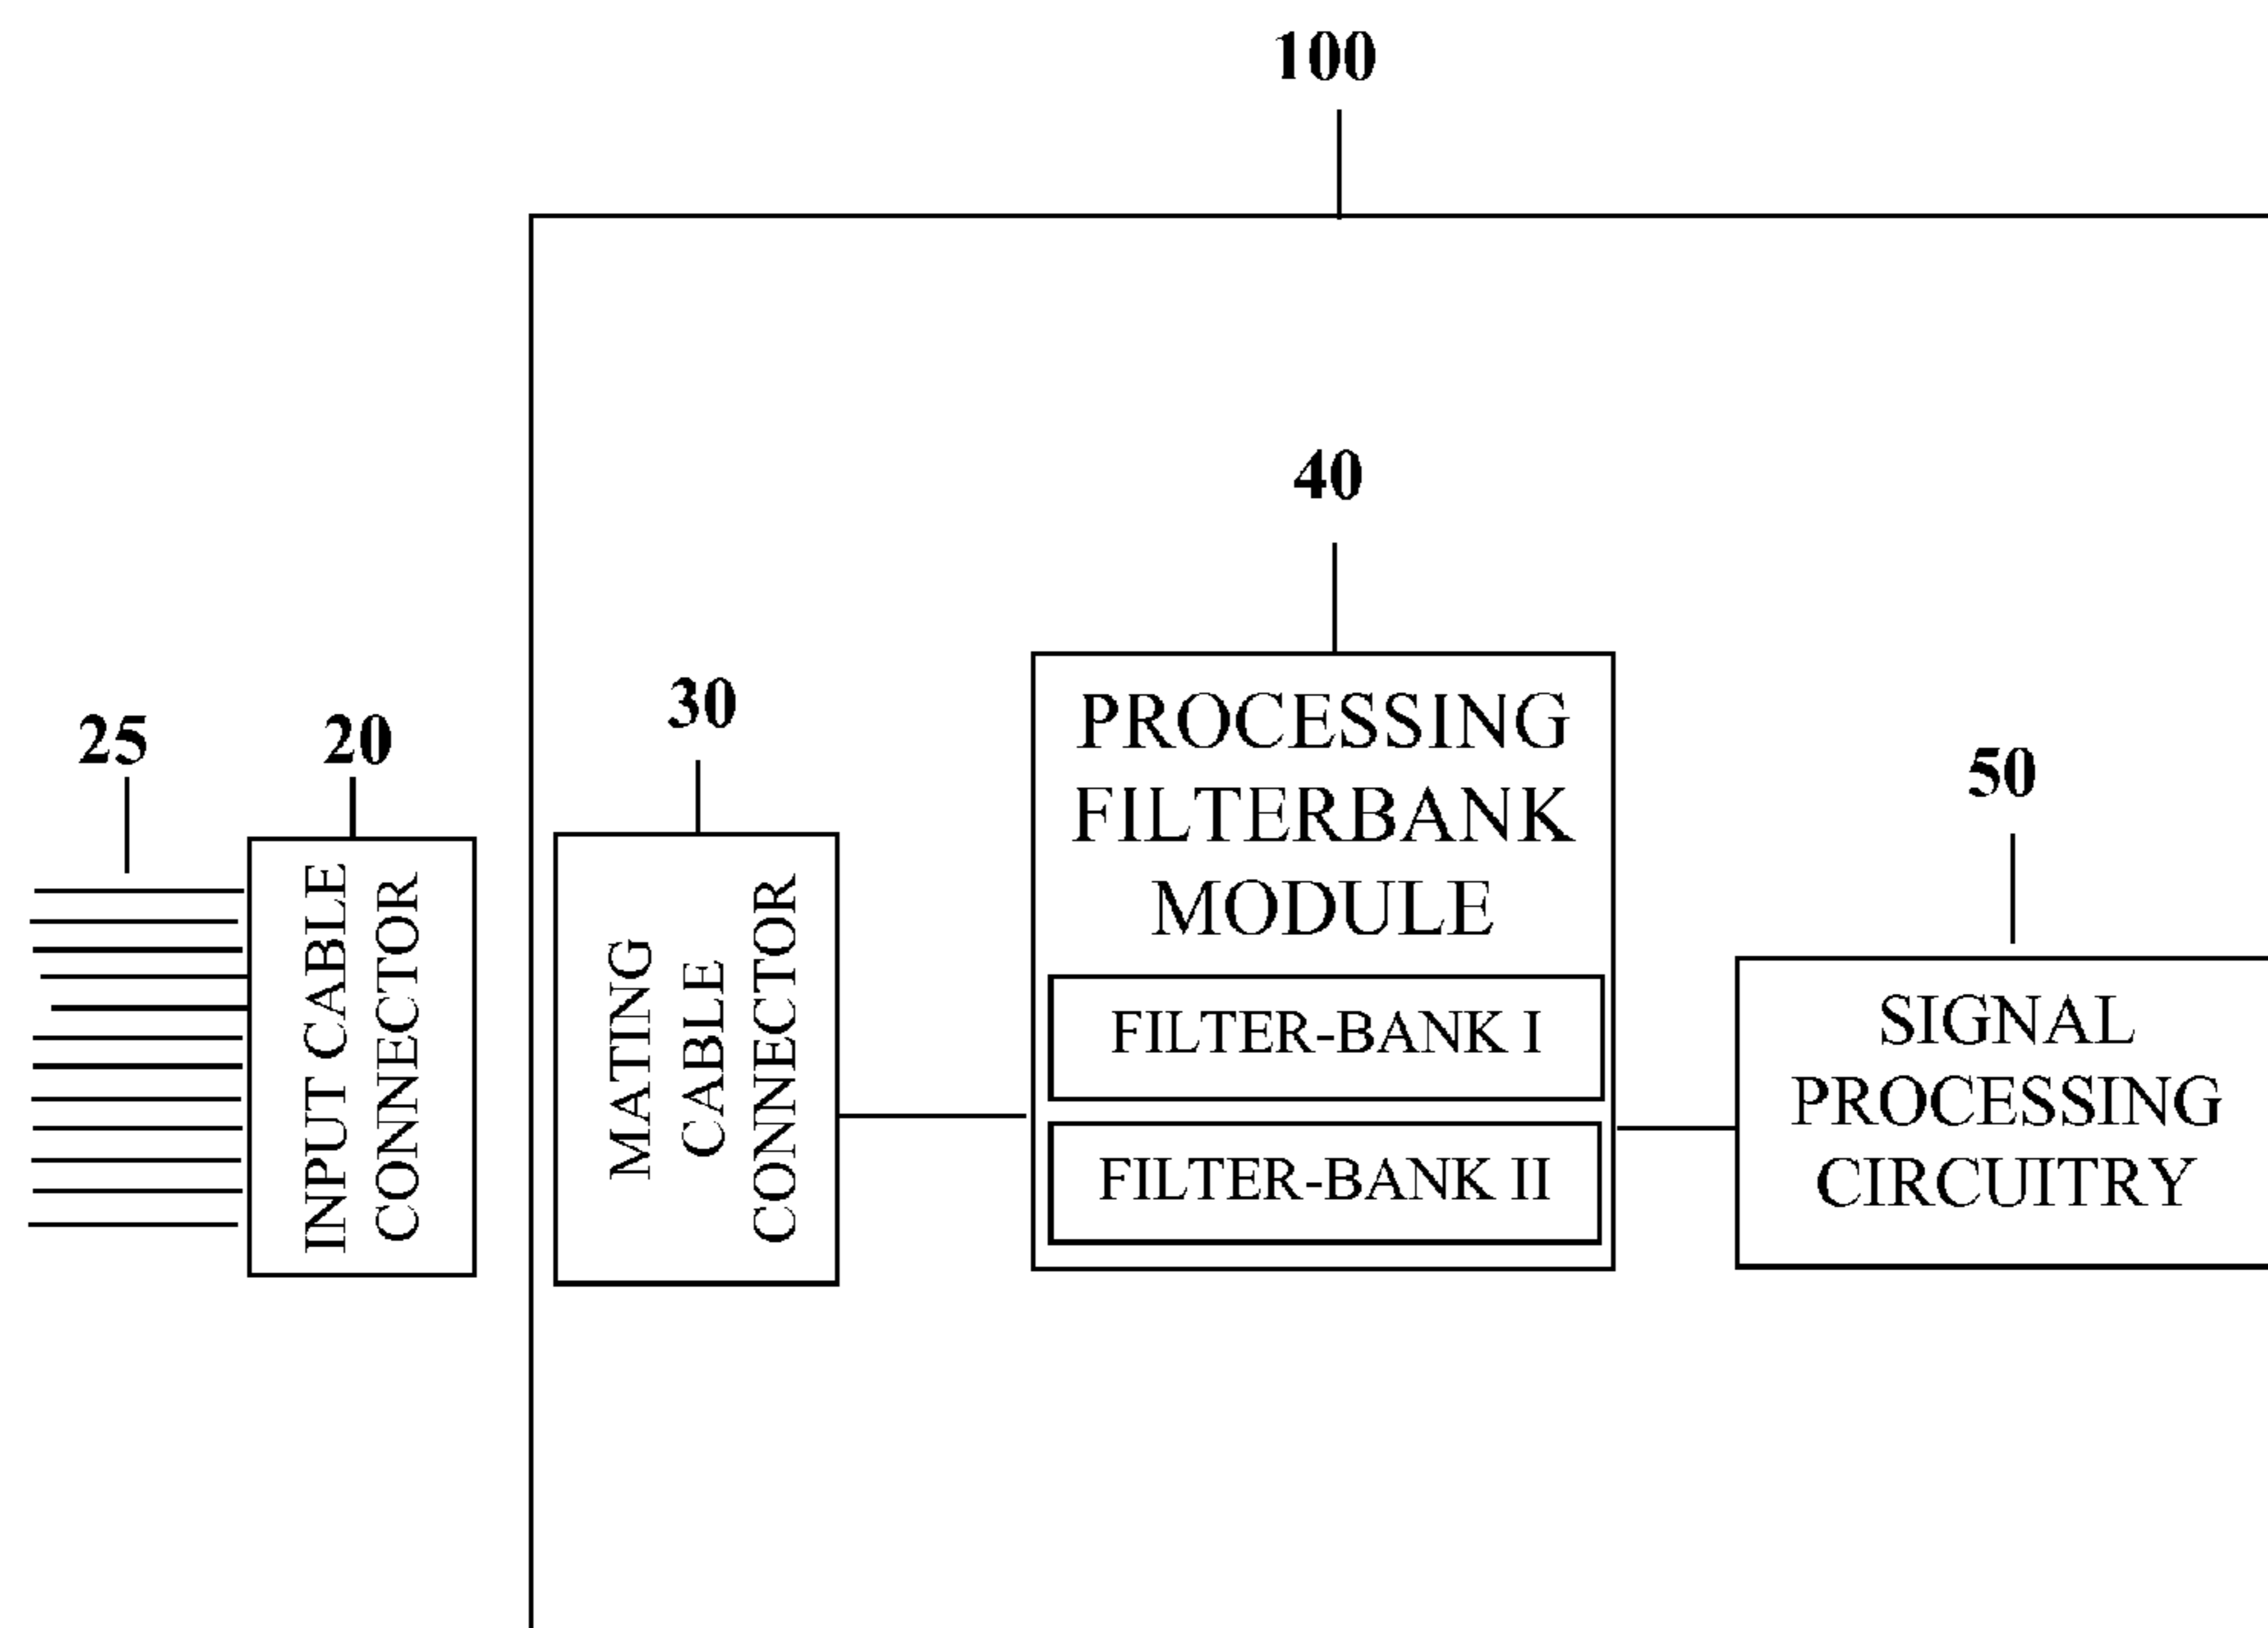 100
40
30
25
20
50
INPUT CABLE
CONNECTOR
MATING
CABLE
CONNECTOR
PROCESSING
FILTERBANK
MODULE
FILTER-BANK I
FILTER-BANK II
SIGNAL
PROCESSING
CIRCUITRY